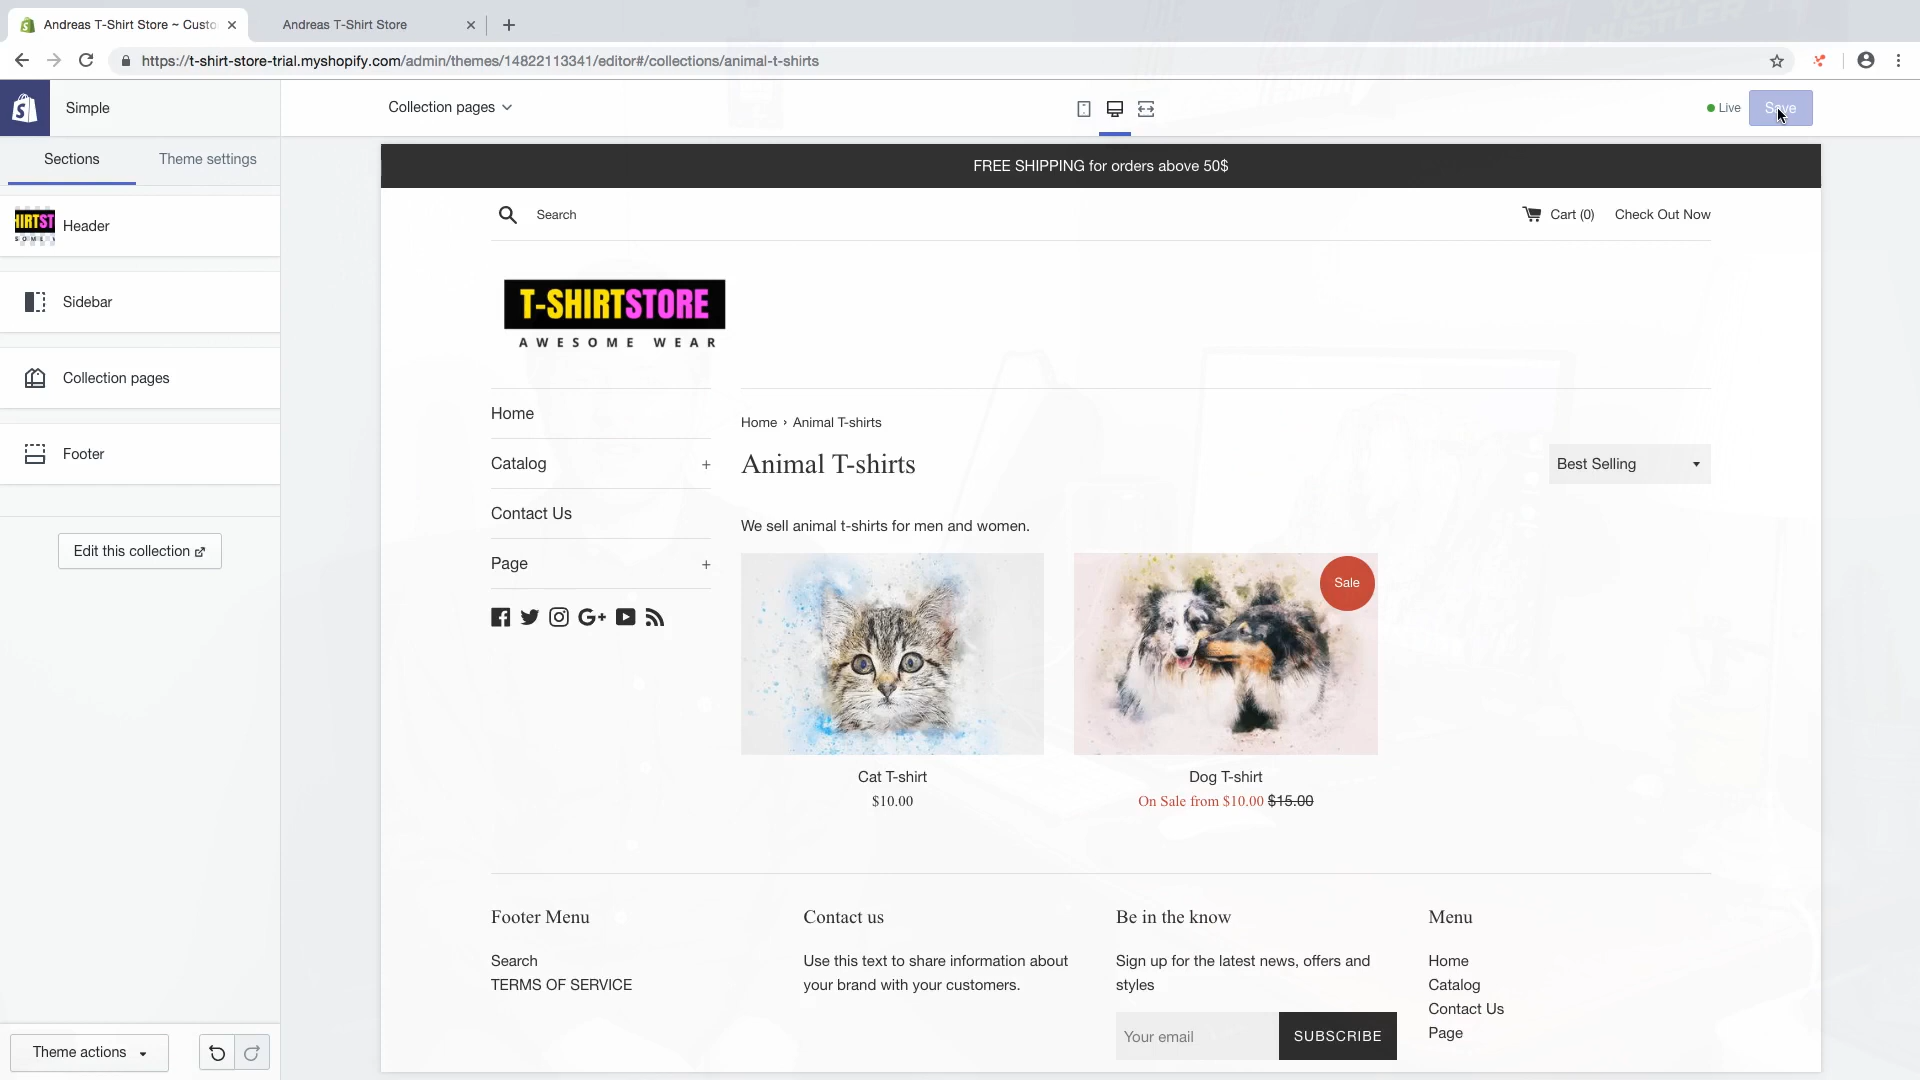 Andreas T-Shirt Store ~ Custo
Andreas T-Shirt Store
https://t-shirt-store-trial.myshopify.com/admin/themes/14822113341/editor#/collections/animal-t-shirts
Simple
Collection pages
Live
Save
Sections
Theme settings
Header
Sidebar
Collection pages
Footer
Edit this collection
Theme actions
FREE SHIPPING for orders above 50$
Search
Cart (0)
Check Out Now
T-SHIRTSTORE
AWESOME WEAR
Home
Catalog +
Contact Us
Page +
Home › Animal T-shirts
Animal T-shirts
Best Selling
We sell animal t-shirts for men and women.
Sale
Cat T-shirt
$10.00
Dog T-shirt
On Sale from $10.00 $15.00
Footer Menu
Search
TERMS OF SERVICE
Contact us
Use this text to share information about
your brand with your customers.
Be in the know
Sign up for the latest news, offers and
styles
Your email
SUBSCRIBE
Menu
Home
Catalog
Contact Us
Page